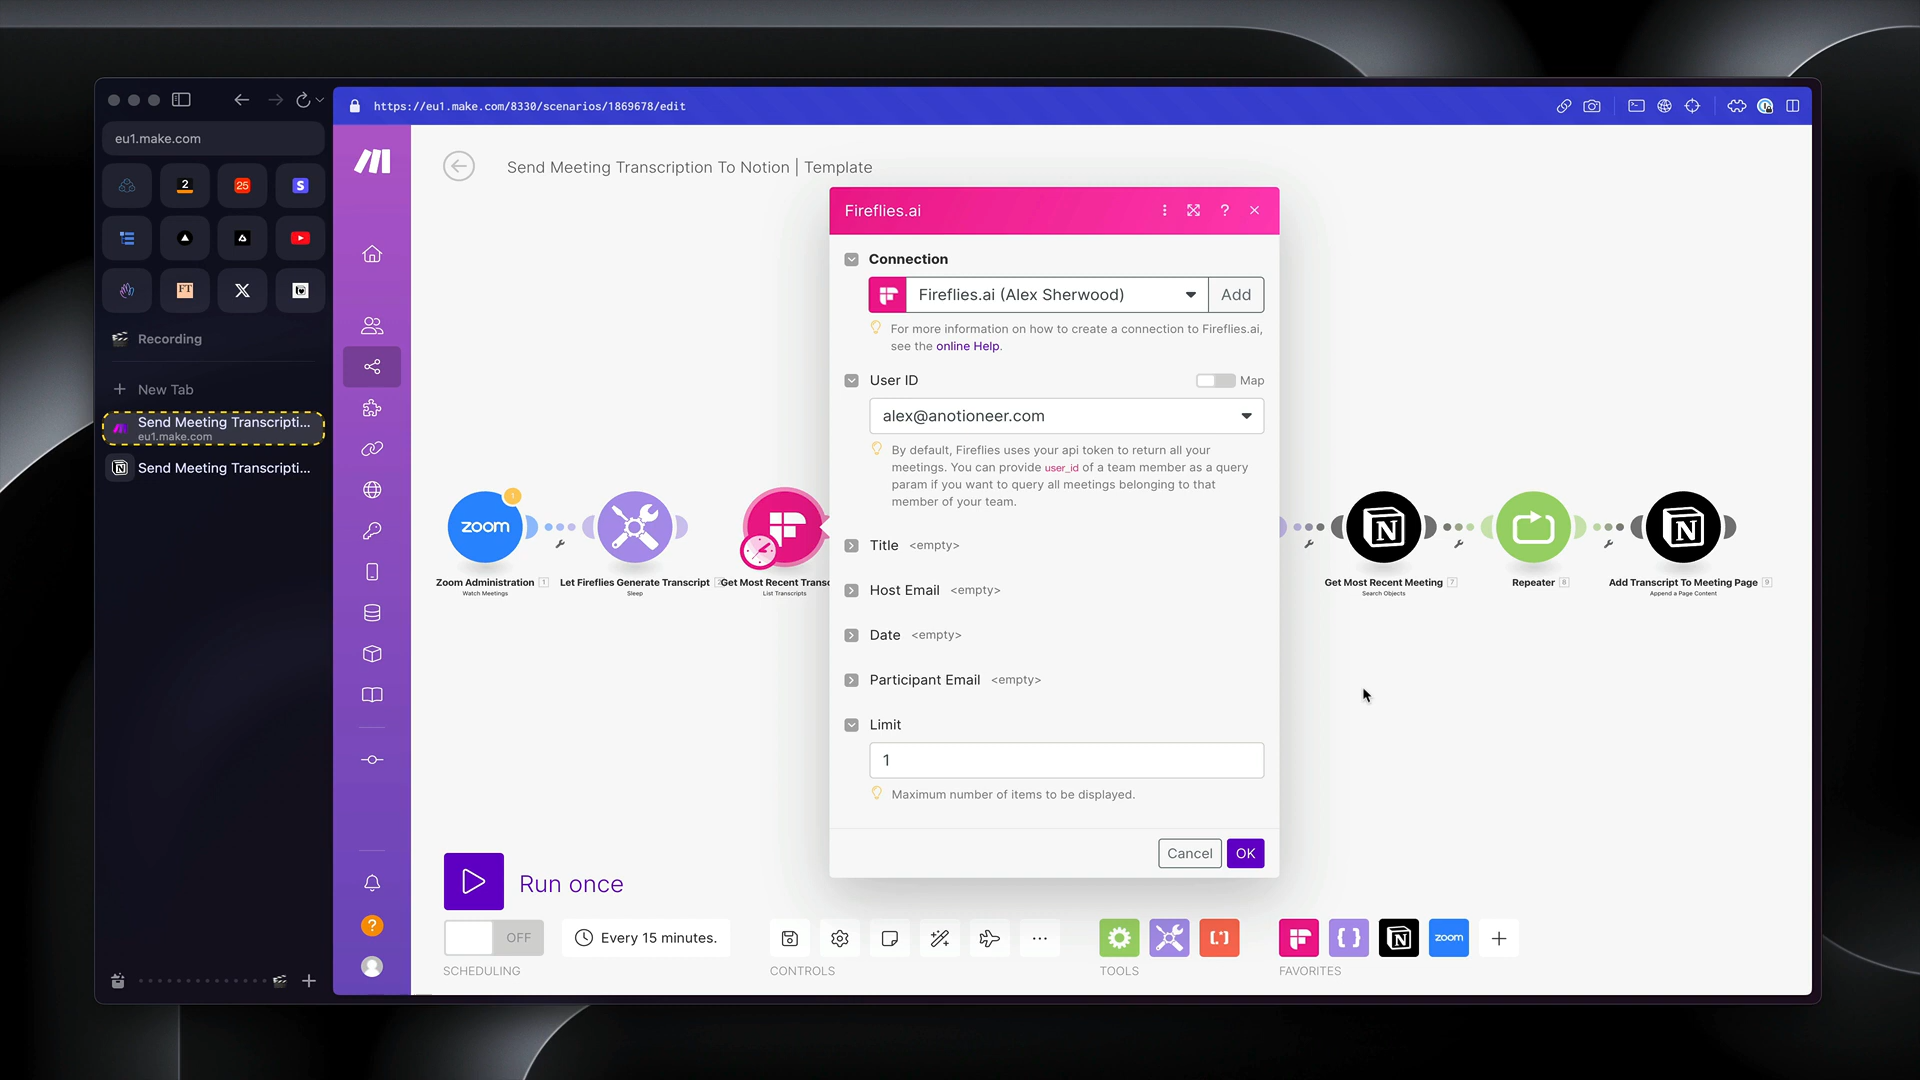 https://eu1.make.com/8330/scenarios/1869678/edit
eu1.make.com
2
25
S
FT
X
Recording
New Tab
Send Meeting Transcripti...
eu1.make.com
Send Meeting Transcripti...
Send Meeting Transcription To Notion | Template
Fireflies.ai
Connection
Fireflies.ai (Alex Sherwood)
Add
For more information on how to create a connection to Fireflies.ai,
see the online Help.
User ID
Map
alex@anotioneer.com
By default, Fireflies uses your api token to return all your
meetings. You can provide user_id of a team member as a query
param if you want to query all meetings belonging to that
member of your team.
Title <empty>
Host Email <empty>
Date <empty>
Participant Email <empty>
Limit
1
Maximum number of items to be displayed.
Cancel
OK
zoom
1
Zoom Administration 1
Watch Meetings
Let Fireflies Generate Transcript
Sleep
Get Most Recent Transc
List Transcripts
Get Most Recent Meeting 7
Search Objects
Repeater 8
Add Transcript To Meeting Page 9
Append a Page Content
Run once
OFF
Every 15 minutes.
SCHEDULING
CONTROLS
TOOLS
zoom
FAVORITES